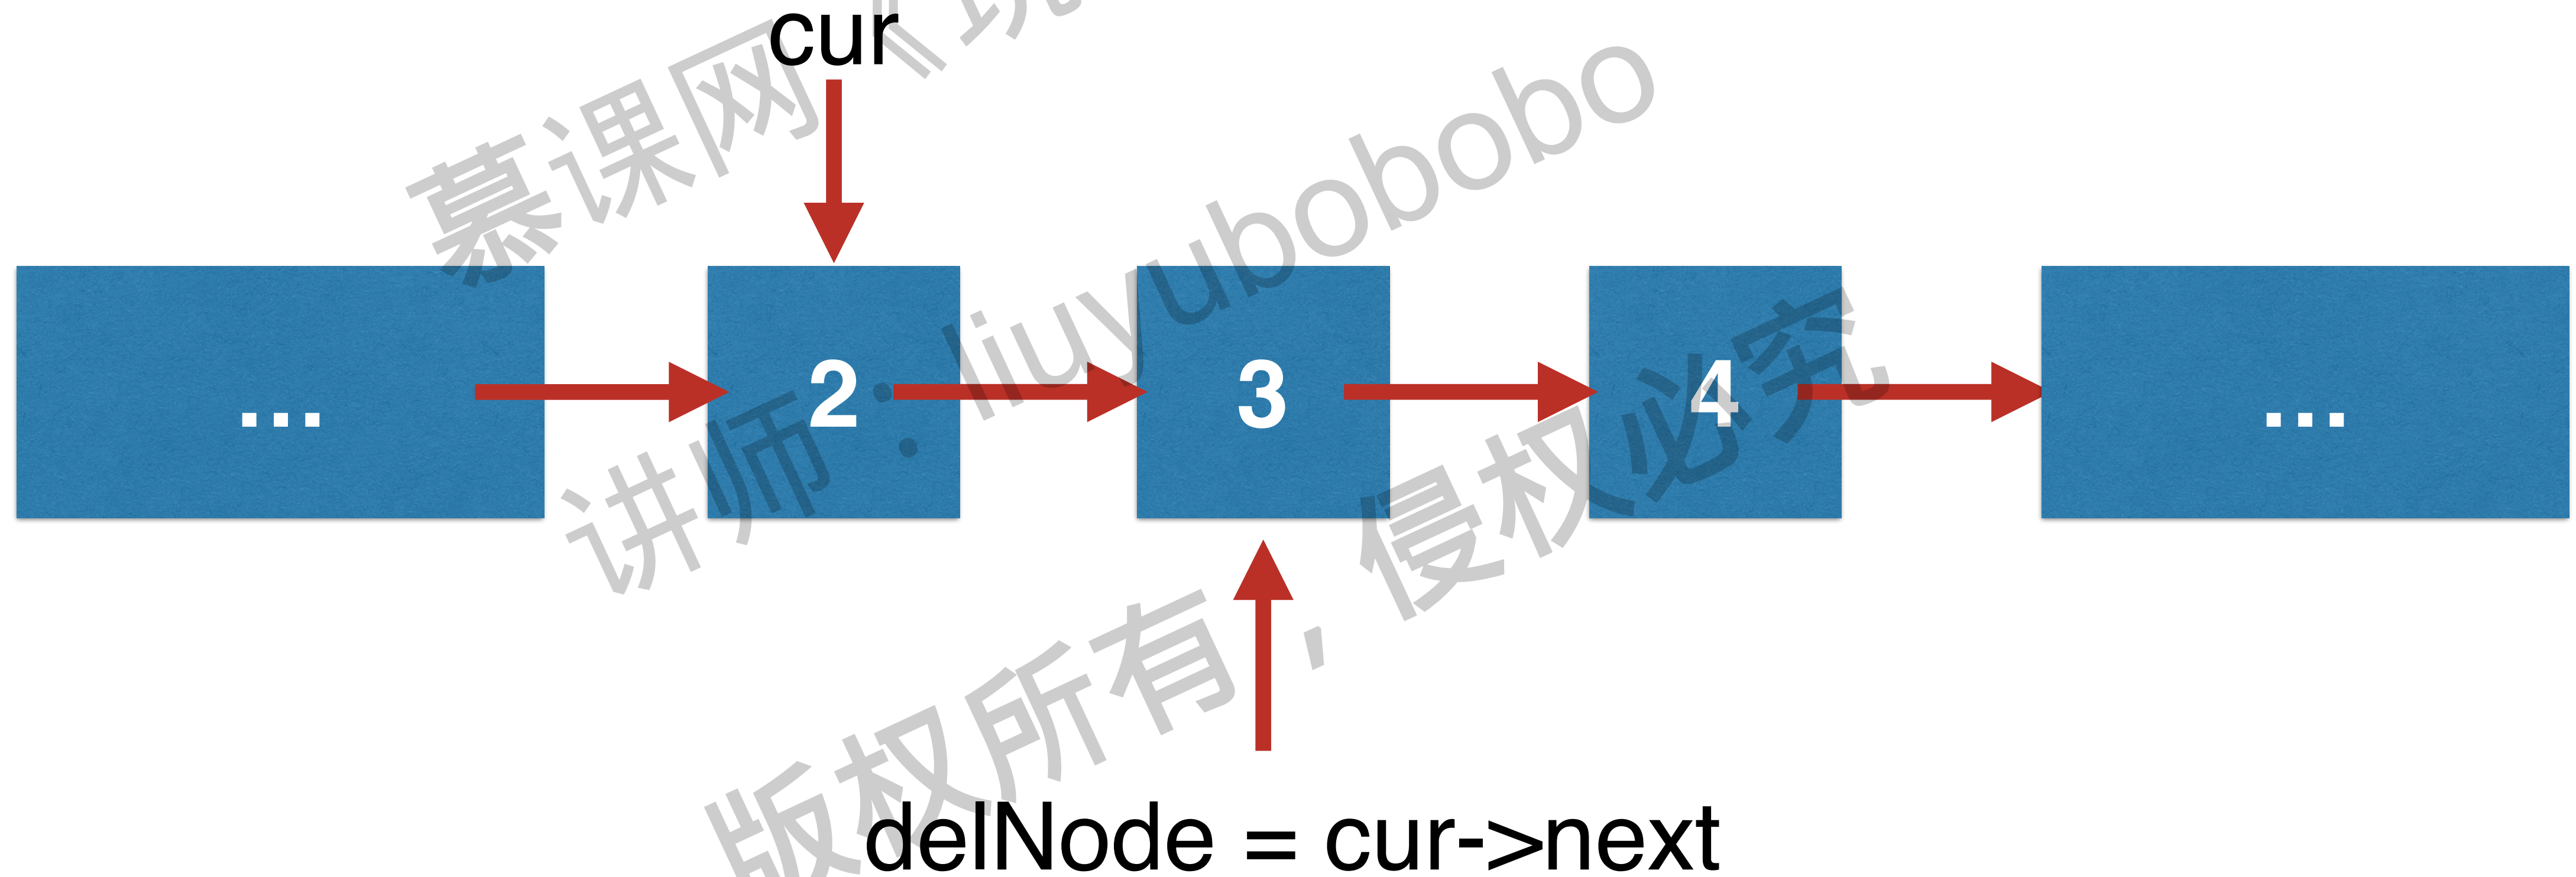 cur
... 2 3 4 ...
delNode = cur->next
慕课网《玩
讲师：liuyubobobo
版权所有，侵权必究